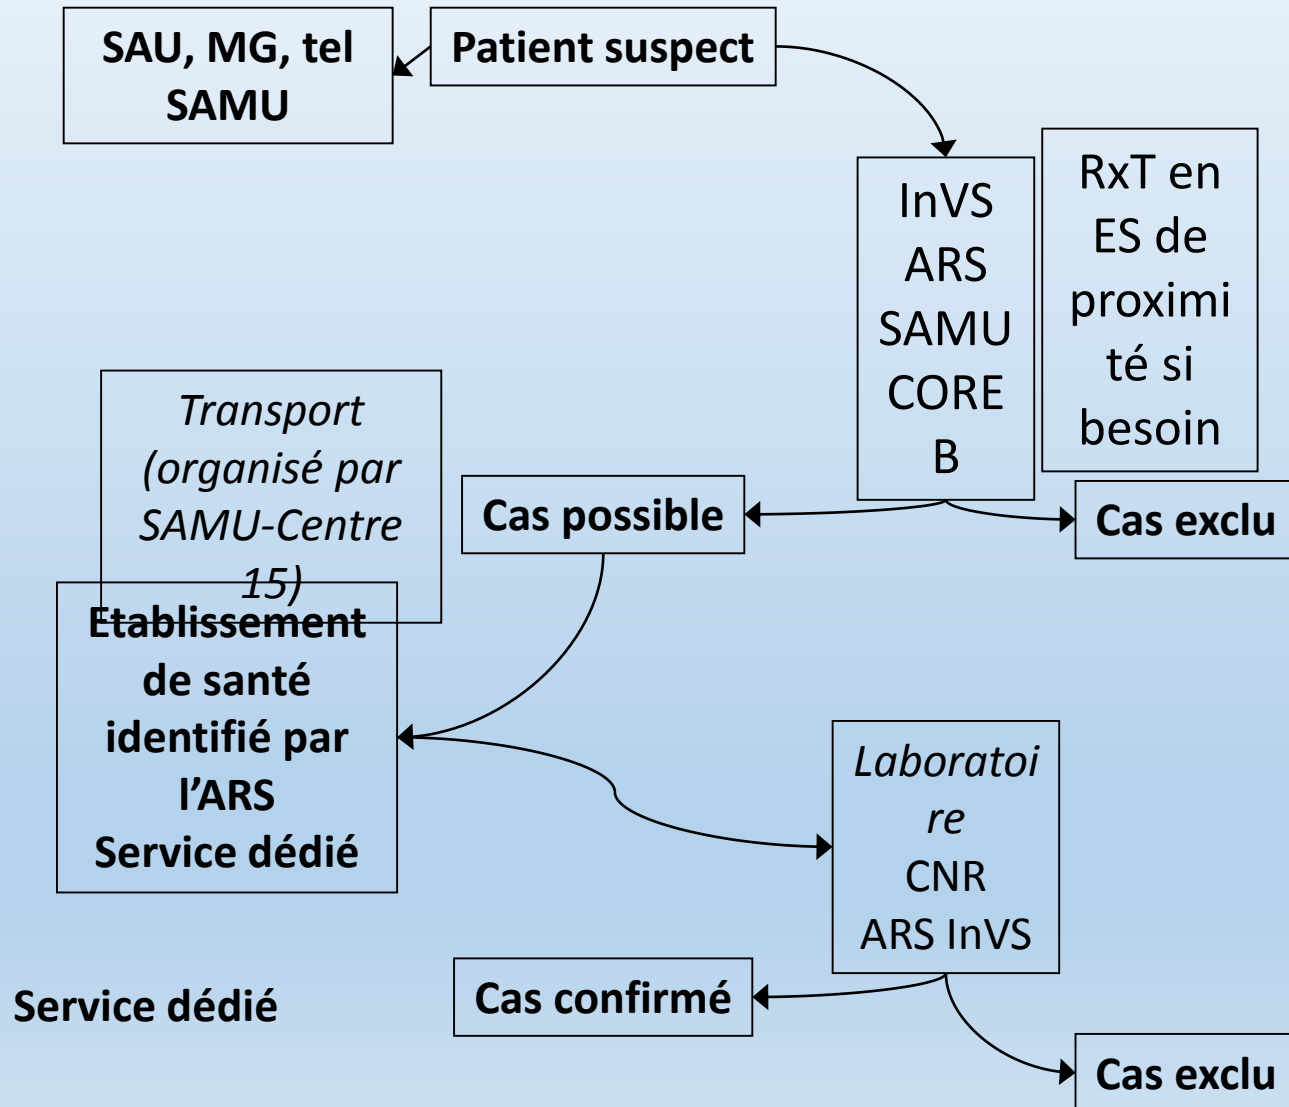 SAU, MG, tel
SAMU
Patient suspect
InVS
ARS
SAMU
CORE
B
RxT en
ES de
proximi
té si
besoin
Transport
(organisé par
SAMU-Centre
15)
Cas possible
Cas exclu
Etablissement
de santé
identifié par
l’ARS
Service dédié
Laboratoi
re
CNR
ARS InVS
Service dédié
Cas confirmé
Cas exclu